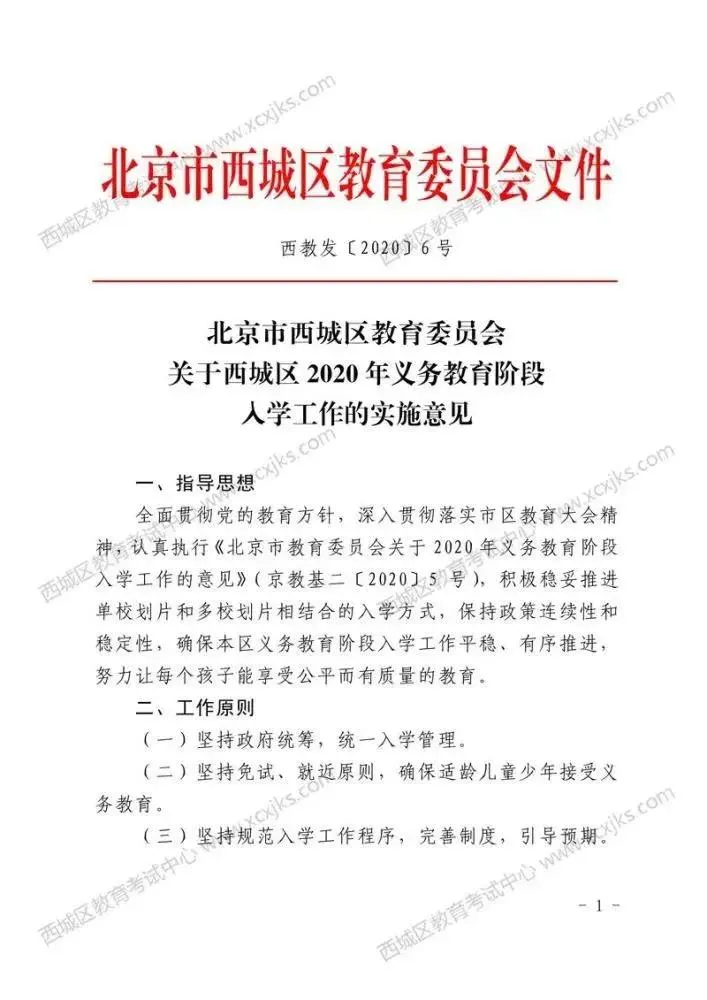 北京市西城区教育委员会文件
西教发〔2020〕6号
北京市西城区教育委员会
关于西城区 2020 年义务教育阶段
入学工作的实施意见
一、指导思想
全面贯彻党的教育方针，深入贯彻落实市区教育大会精
神，认真执行《北京市教育委员会关于 2020 年义务教育阶段
入学工作的意见》（京教基二〔2020〕5 号），积极稳妥推进
单校划片和多校划片相结合的入学方式，保持政策连续性和
稳定性，确保本区义务教育阶段入学工作平稳、有序推进，
努力让每个孩子能享受公平而有质量的教育。
二、工作原则
（一）坚持政府统筹，统一入学管理。
（二）坚持免试、就近原则，确保适龄儿童少年接受义
务教育。
（三）坚持规范入学工作程序，完善制度，引导预期。
- 1 -
西城区教育考试中心 www.xcxjks.com
西城区教育考试中心 www.xcxjks.com
西城区教育考试中心 www.xcxjks.com
西城区教育考试中心 www.xcxjks.com
西城区教育考试中心 www.xcxjks.com
西城区教育考试中心 www.xcxjks.com